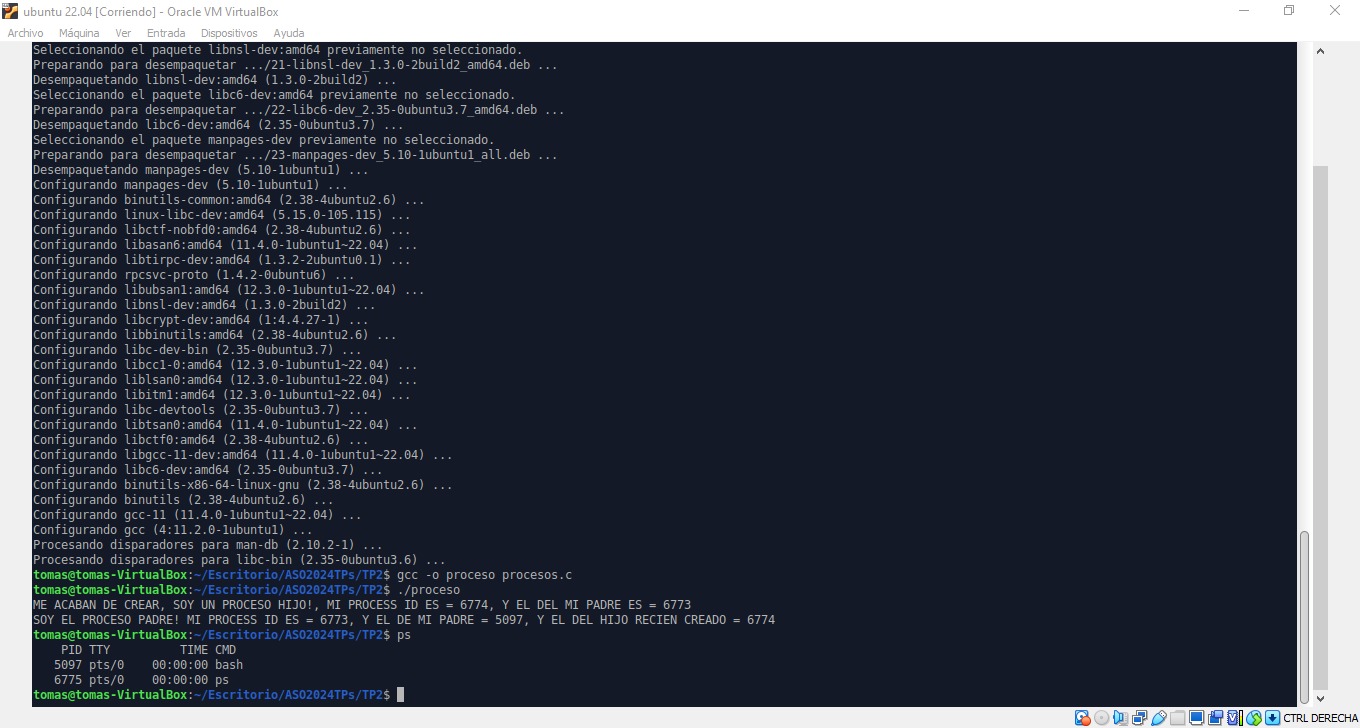 ubuntu 22.04 [Corriendo] - Oracle VM VirtualBox
Archivo Máquina Ver Entrada Dispositivos Ayuda
Seleccionando el paquete libnsl-dev:amd64 previamente no seleccionado.
Preparando para desempaquetar .../21-libnsl-dev_1.3.0-2build2_amd64.deb ...
Desempaquetando libnsl-dev:amd64 (1.3.0-2build2) ...
Seleccionando el paquete libc6-dev:amd64 previamente no seleccionado.
Preparando para desempaquetar .../22-libc6-dev_2.35-0ubuntu3.7_amd64.deb ...
Desempaquetando libc6-dev:amd64 (2.35-0ubuntu3.7) ...
Seleccionando el paquete manpages-dev previamente no seleccionado.
Preparando para desempaquetar .../23-manpages-dev_5.10-1ubuntu1_all.deb ...
Desempaquetando manpages-dev (5.10-1ubuntu1) ...
Configurando manpages-dev (5.10-1ubuntu1) ...
Configurando binutils-common:amd64 (2.38-4ubuntu2.6) ...
Configurando linux-libc-dev:amd64 (5.15.0-105.115) ...
Configurando libctf-nobfd0:amd64 (2.38-4ubuntu2.6) ...
Configurando libasan6:amd64 (11.4.0-1ubuntu1~22.04) ...
Configurando libtirpc-dev:amd64 (1.3.2-2ubuntu0.1) ...
Configurando rpcsvc-proto (1.4.2-0ubuntu6) ...
Configurando libubsan1:amd64 (12.3.0-1ubuntu1~22.04) ...
Configurando libnsl-dev:amd64 (1.3.0-2build2) ...
Configurando libcrypt-dev:amd64 (1:4.4.27-1) ...
Configurando libbinutils:amd64 (2.38-4ubuntu2.6) ...
Configurando libc-dev-bin (2.35-0ubuntu3.7) ...
Configurando libcc1-0:amd64 (12.3.0-1ubuntu1~22.04) ...
Configurando liblsan0:amd64 (12.3.0-1ubuntu1~22.04) ...
Configurando libitm1:amd64 (12.3.0-1ubuntu1~22.04) ...
Configurando libc-devtools (2.35-0ubuntu3.7) ...
Configurando libtsan0:amd64 (11.4.0-1ubuntu1~22.04) ...
Configurando libctf0:amd64 (2.38-4ubuntu2.6) ...
Configurando libgcc-11-dev:amd64 (11.4.0-1ubuntu1~22.04) ...
Configurando libc6-dev:amd64 (2.35-0ubuntu3.7) ...
Configurando binutils-x86-64-linux-gnu (2.38-4ubuntu2.6) ...
Configurando binutils (2.38-4ubuntu2.6) ...
Configurando gcc-11 (11.4.0-1ubuntu1~22.04) ...
Configurando gcc (4:11.2.0-1ubuntu1) ...
Procesando disparadores para man-db (2.10.2-1) ...
Procesando disparadores para libc-bin (2.35-0ubuntu3.6) ...
tomas@tomas-VirtualBox:~/Escritorio/ASO2024TPs/TP2$ gcc -o proceso procesos.c
tomas@tomas-VirtualBox:~/Escritorio/ASO2024TPs/TP2$ ./proceso
ME ACABAN DE CREAR, SOY UN PROCESO HIJO!, MI PROCESS ID ES = 6774, Y EL DEL MI PADRE ES = 6773
SOY EL PROCESO PADRE! MI PROCESS ID ES = 6773, Y EL DE MI PADRE = 5097, Y EL DEL HIJO RECIEN CREADO = 6774
tomas@tomas-VirtualBox:~/Escritorio/ASO2024TPs/TP2$ ps
PID TTY TIME CMD
5097 pts/0 00:00:00 bash
6775 pts/0 00:00:00 ps
tomas@tomas-VirtualBox:~/Escritorio/ASO2024TPs/TP2$
CTRL DERECHA